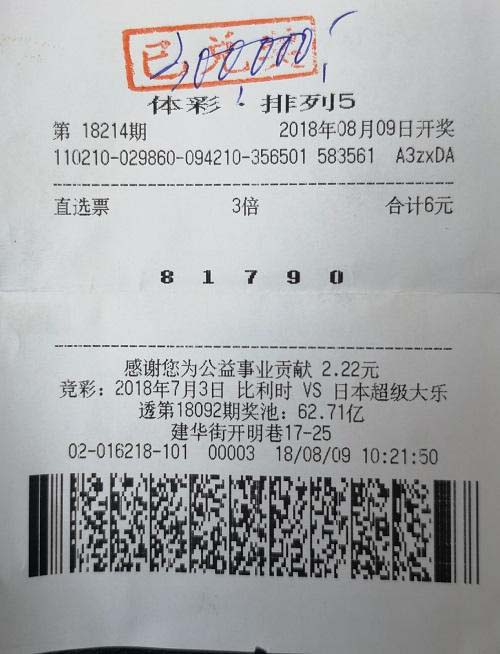 已兑奖
体彩·排列5
第 18214期 2018年08月09日开奖
110210-029860-094210-356501 583561 A3zxDA
直选票 3倍 合计6元
8 1 7 9 0
感谢您为公益事业贡献 2.22元
竞彩：2018年7月3日 比利时 VS 日本超级大乐
透第18092期奖池：62.71亿
建华街开明巷17-25
02-016218-101 00003 18/08/09 10:21:50